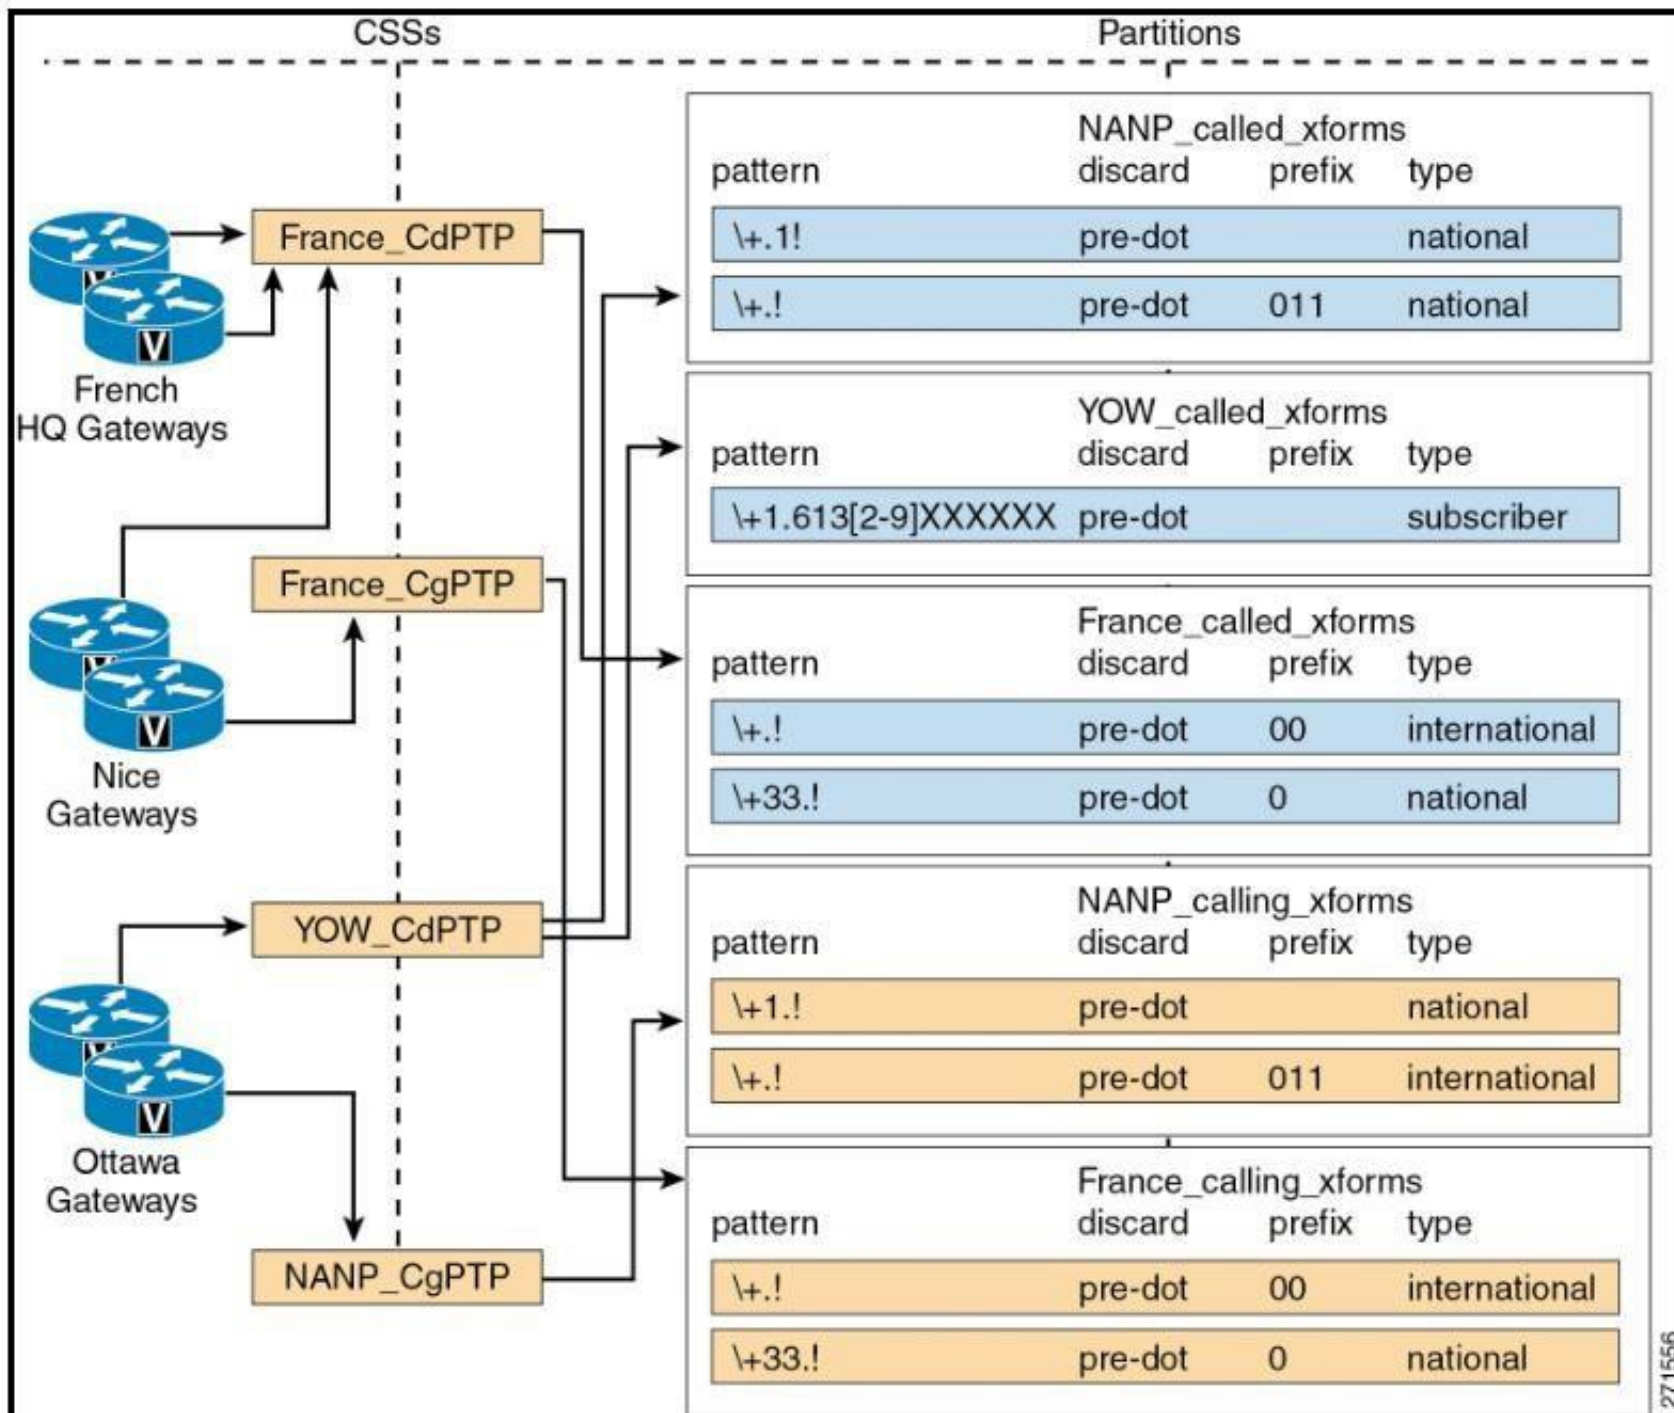 CSSs Partitions
NANP_called_xforms
pattern discard prefix type
\+.1! pre-dot national
\+.! pre-dot 011 national
YOW_called_xforms
pattern discard prefix type
\+1.613[2-9]XXXXXX pre-dot subscriber
France_called_xforms
pattern discard prefix type
\+.! pre-dot 00 international
\+33.! pre-dot 0 national
NANP_calling_xforms
pattern discard prefix type
\+1.! pre-dot national
\+.! pre-dot 011 international
France_calling_xforms
pattern discard prefix type
\+.! pre-dot 00 international
\+33.! pre-dot 0 national
France_CdPTP
V
French
HQ Gateways
France_CgPTP
V
Nice
Gateways
YOW_CdPTP
V
Ottawa
Gateways
NANP_CgPTP
271556